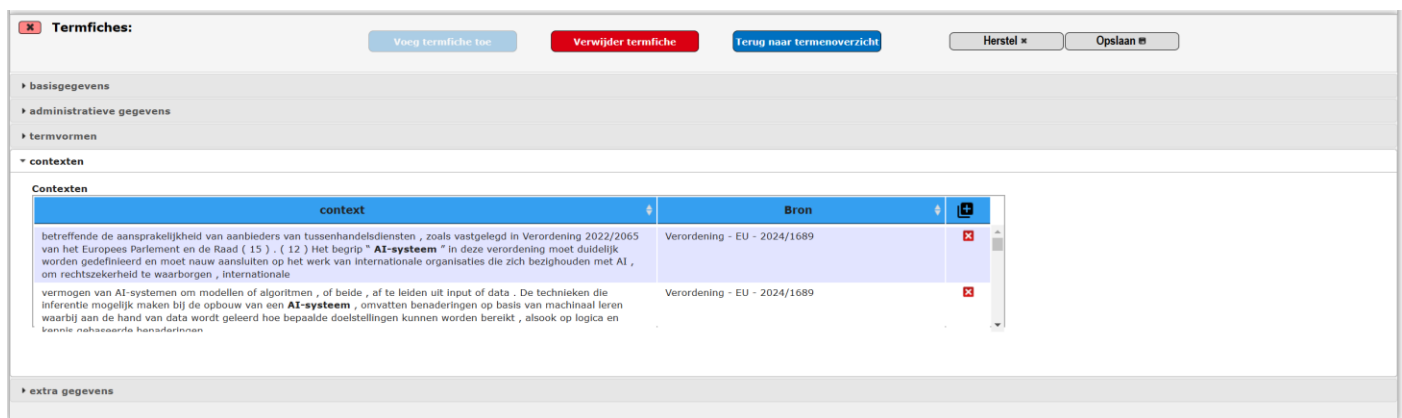 Termfiches:
Voeg termfiche toe
Verwijder termfiche
Terug naar termenoverzicht
Herstel
Opslaan
basisgegevens
administratieve gegevens
termvormen
contexten
Contexten
context
Bron
betreffende de aansprakelijkheid van aanbieders van tussenhandelsdiensten , zoals vastgelegd in Verordening 2022/2065
van het Europees Parlement en de Raad ( 15 ) . ( 12 ) Het begrip “ AI-systeem ” in deze verordening moet duidelijk
worden gedefinieerd en moet nauw aansluiten op het werk van internationale organisaties die zich bezighouden met AI ,
om rechtszekerheid te waarborgen , internationale
Verordening - EU - 2024/1689
vermogen van AI-systemen om modellen of algoritmen , of beide , af te leiden uit input of data . De technieken die
inferentie mogelijk maken bij de opbouw van een AI-systeem , omvatten benaderingen op basis van machinaal leren
waarbij aan de hand van data wordt geleerd hoe bepaalde doelstellingen kunnen worden bereikt , alsook op logica en
kennis gebaseerde benaderingen
Verordening - EU - 2024/1689
extra gegevens